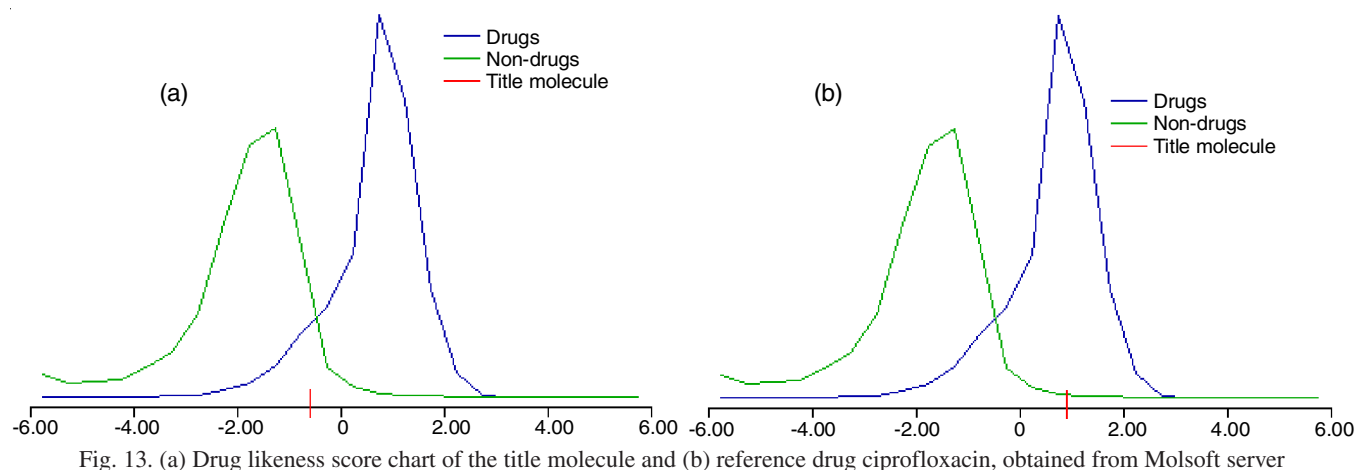 Drugs
Non-drugs
Title molecule
(a)
-6.00 -4.00 -2.00 0 2.00 4.00 6.00
Drugs
Non-drugs
Title molecule
(b)
-6.00 -4.00 -2.00 0 2.00 4.00 6.00
Fig. 13. (a) Drug likeness score chart of the title molecule and (b) reference drug ciprofloxacin, obtained from Molsoft server